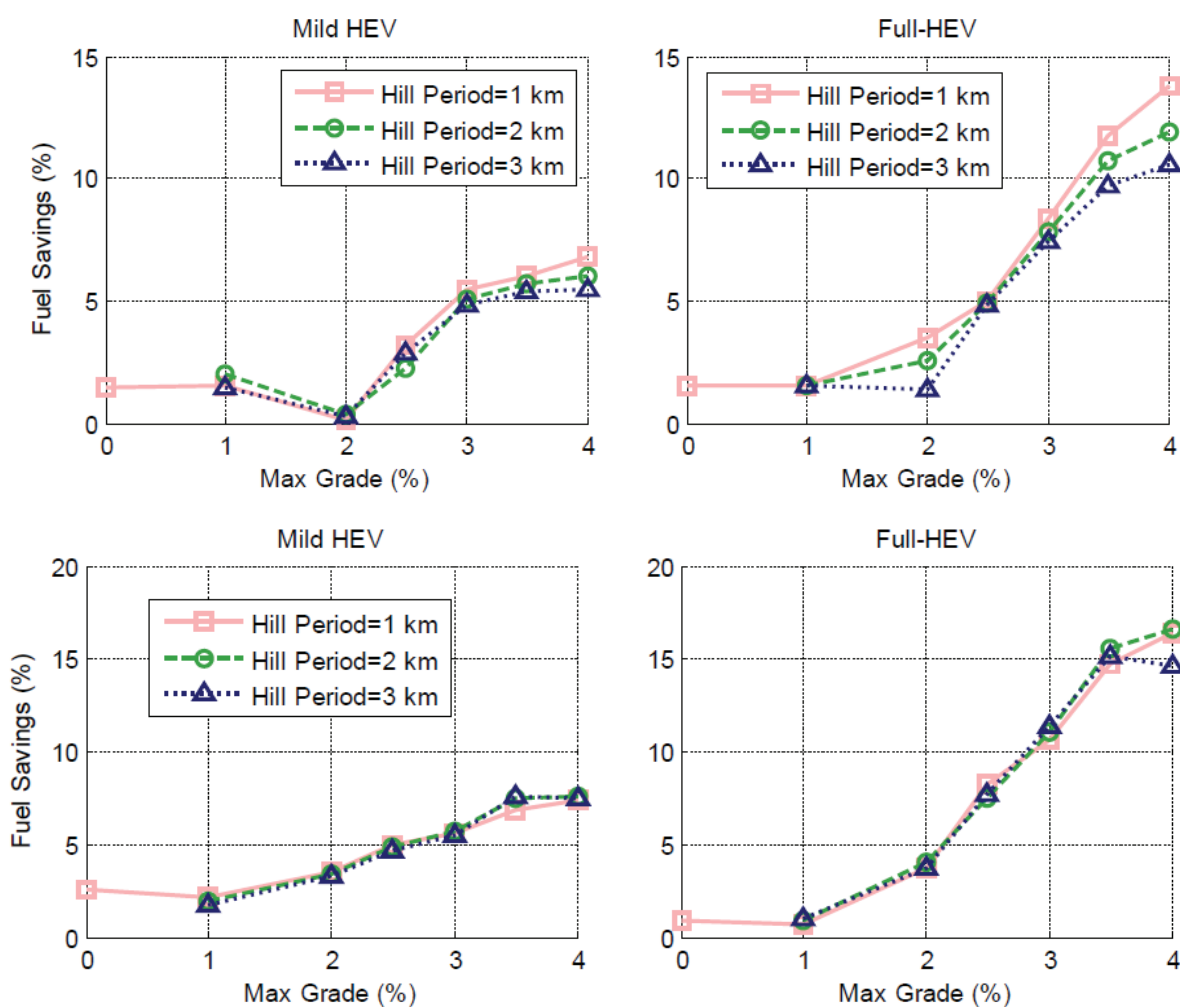 Mild HEV
15
10
5
0
Fuel Savings (%)
Hill Period=1 km
Hill Period=2 km
Hill Period=3 km
0 1 2 3 4
Max Grade (%)
Full-HEV
15
10
5
0
Hill Period=1 km
Hill Period=2 km
Hill Period=3 km
0 1 2 3 4
Max Grade (%)
Mild HEV
20
15
10
5
0
Fuel Savings (%)
Hill Period=1 km
Hill Period=2 km
Hill Period=3 km
0 1 2 3 4
Max Grade (%)
Full-HEV
20
15
10
5
0
0 1 2 3 4
Max Grade (%)